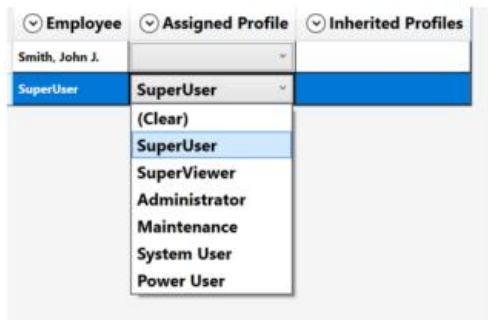 Employee Assigned Profile Inherited Profiles
Smith, John J.
SuperUser SuperUser
(Clear)
SuperUser
SuperViewer
Administrator
Maintenance
System User
Power User